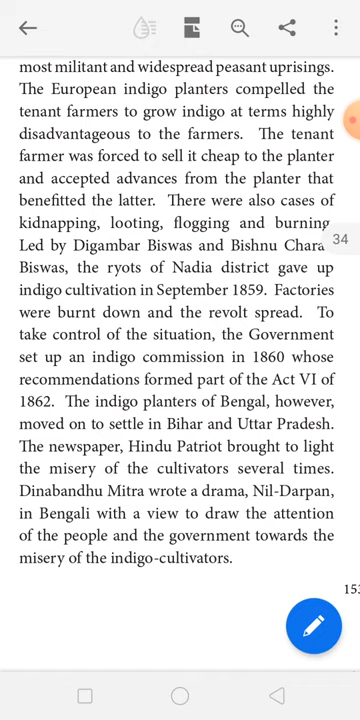 most militant and widespread peasant uprisings.
The European indigo planters compelled the
tenant farmers to grow indigo at terms highly
disadvantageous to the farmers. The tenant
farmer was forced to sell it cheap to the planter
and accepted advances from the planter that
benefitted the latter. There were also cases of
kidnapping, looting, flogging and burning.
Led by Digambar Biswas and Bishnu Chara
34
Biswas, the ryots of Nadia district gave up
indigo cultivation in September 1859. Factories
were burnt down and the revolt spread. To
take control of the situation, the Government
set up an indigo commission in 1860 whose
recommendations formed part of the Act VI of
1862. The indigo planters of Bengal, however,
moved on to settle in Bihar and Uttar Pradesh.
The newspaper, Hindu Patriot brought to light
the misery of the cultivators several times.
Dinabandhu Mitra wrote a drama, Nil-Darpan,
in Bengali with a view to draw the attention
of the people and the government towards the
misery of the indigo-cultivators.
153